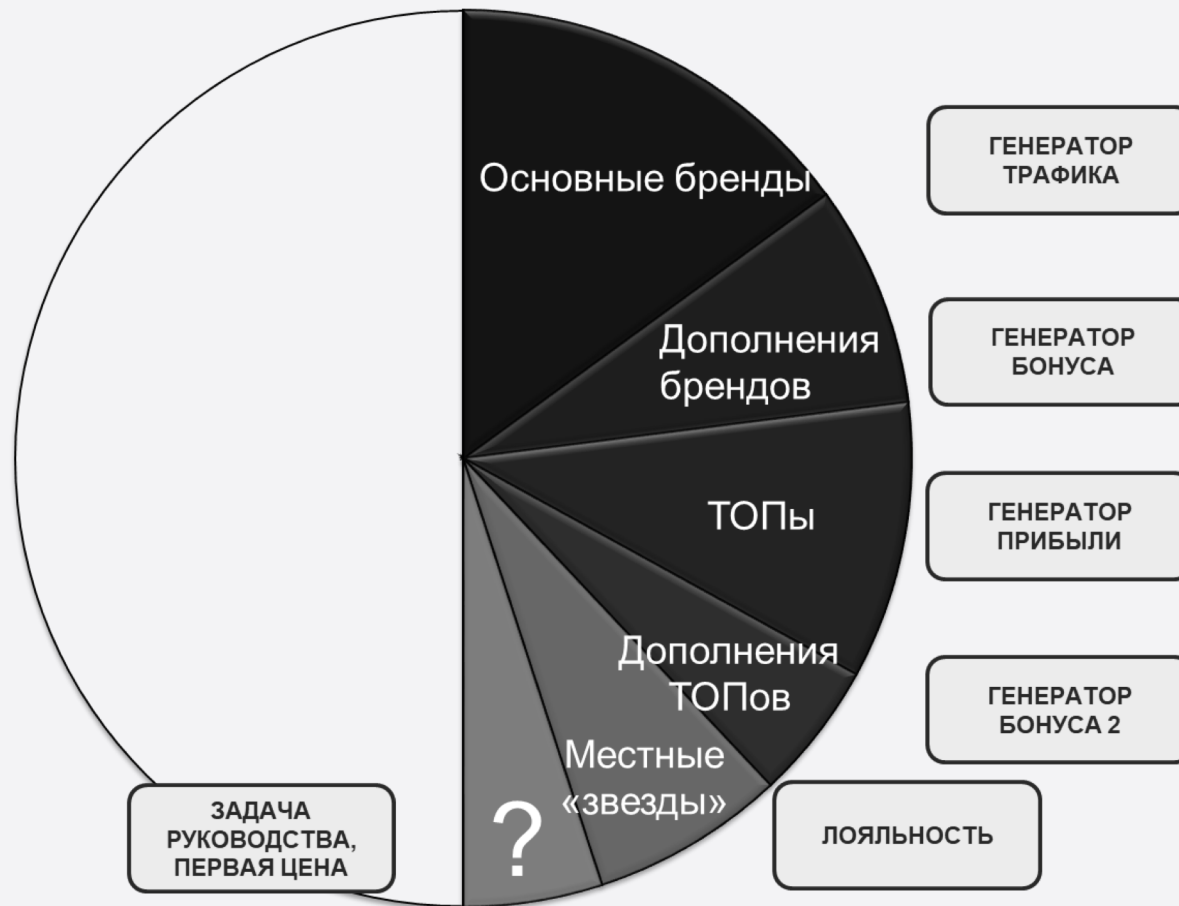 Основные бренды
ГЕНЕРАТОР
ТРАФИКА
Дополнения
брендов
ГЕНЕРАТОР
БОНУСА
ТОПы
ГЕНЕРАТОР
ПРИБЫЛИ
Дополнения
ТОПов
ГЕНЕРАТОР
БОНУСА 2
Местные
«звезды»
ЛОЯЛЬНОСТЬ
?
ЗАДАЧА
РУКОВОДСТВА,
ПЕРВАЯ ЦЕНА